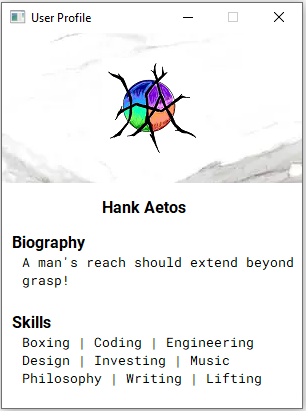 User Profile
Hank Aetos
Biography
A man's reach should extend beyond
grasp!
Skills
Boxing | Coding | Engineering
Design | Investing | Music
Philosophy | Writing | Lifting